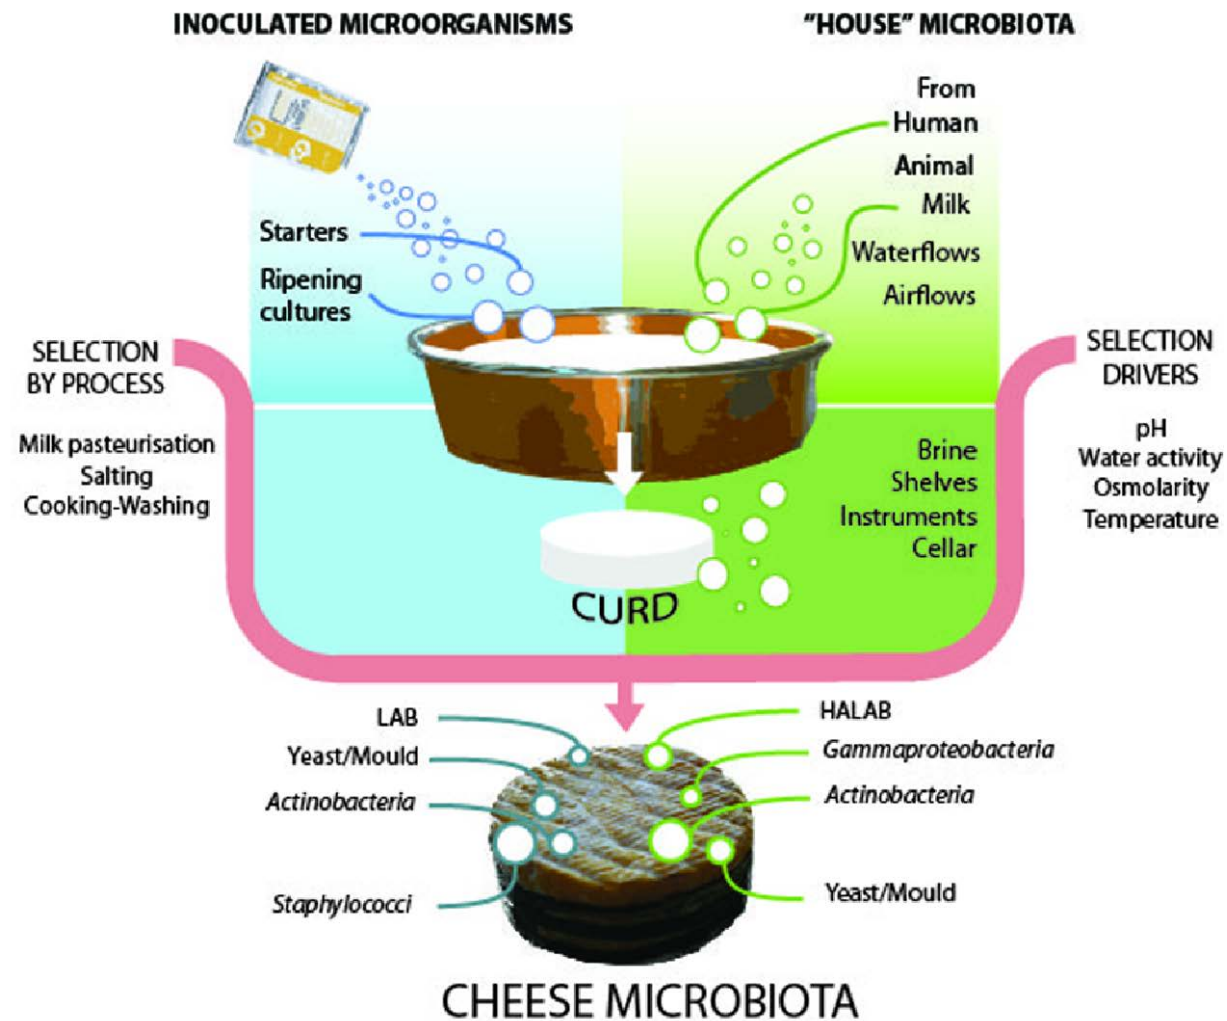 INOCULATED MICROORGANISMS
"HOUSE" MICROBIOTA
From
Human
Animal
Milk
Waterflows
Airflows
Starters
Ripening
cultures
SELECTION
BY PROCESS
Milk pasteurisation
Salting
Cooking-Washing
SELECTION
DRIVERS
pH
Water activity
Osmolarity
Temperature
Brine
Shelves
Instruments
Cellar
CURD
LAB
Yeast/Mould
Actinobacteria
Staphylococci
HALAB
Gammaproteobacteria
Actinobacteria
Yeast/Mould
CHEESE MICROBIOTA